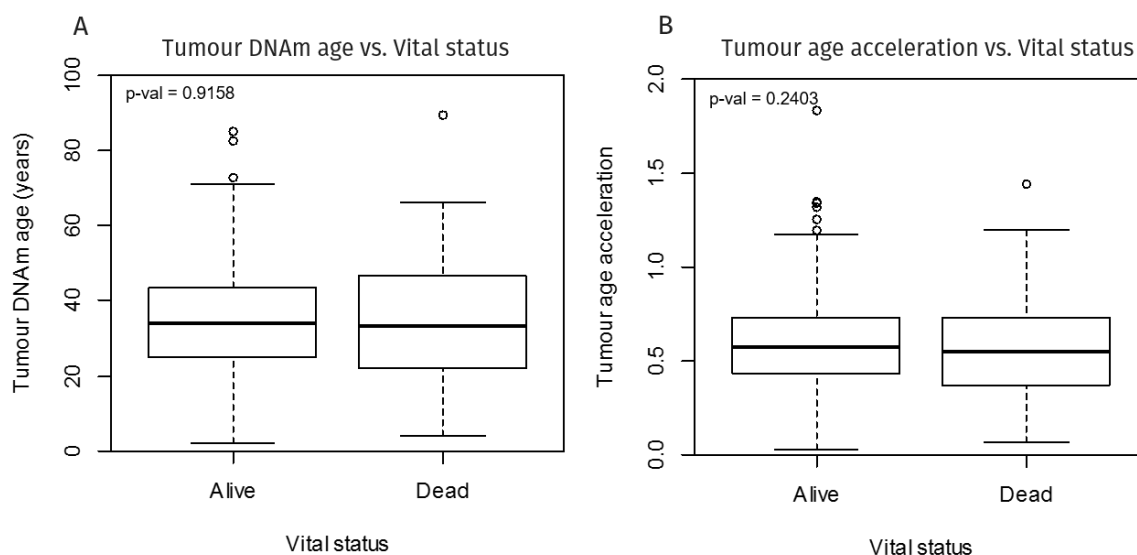 A
Tumour DNAm age vs. Vital status
p-val = 0.9158
Tumour DNAm age (years)
100
80
60
40
20
0
Alive Dead
Vital status
B
Tumour age acceleration vs. Vital status
p-val = 0.2403
Tumour age acceleration
2.0
1.5
1.0
0.5
0.0
Alive Dead
Vital status